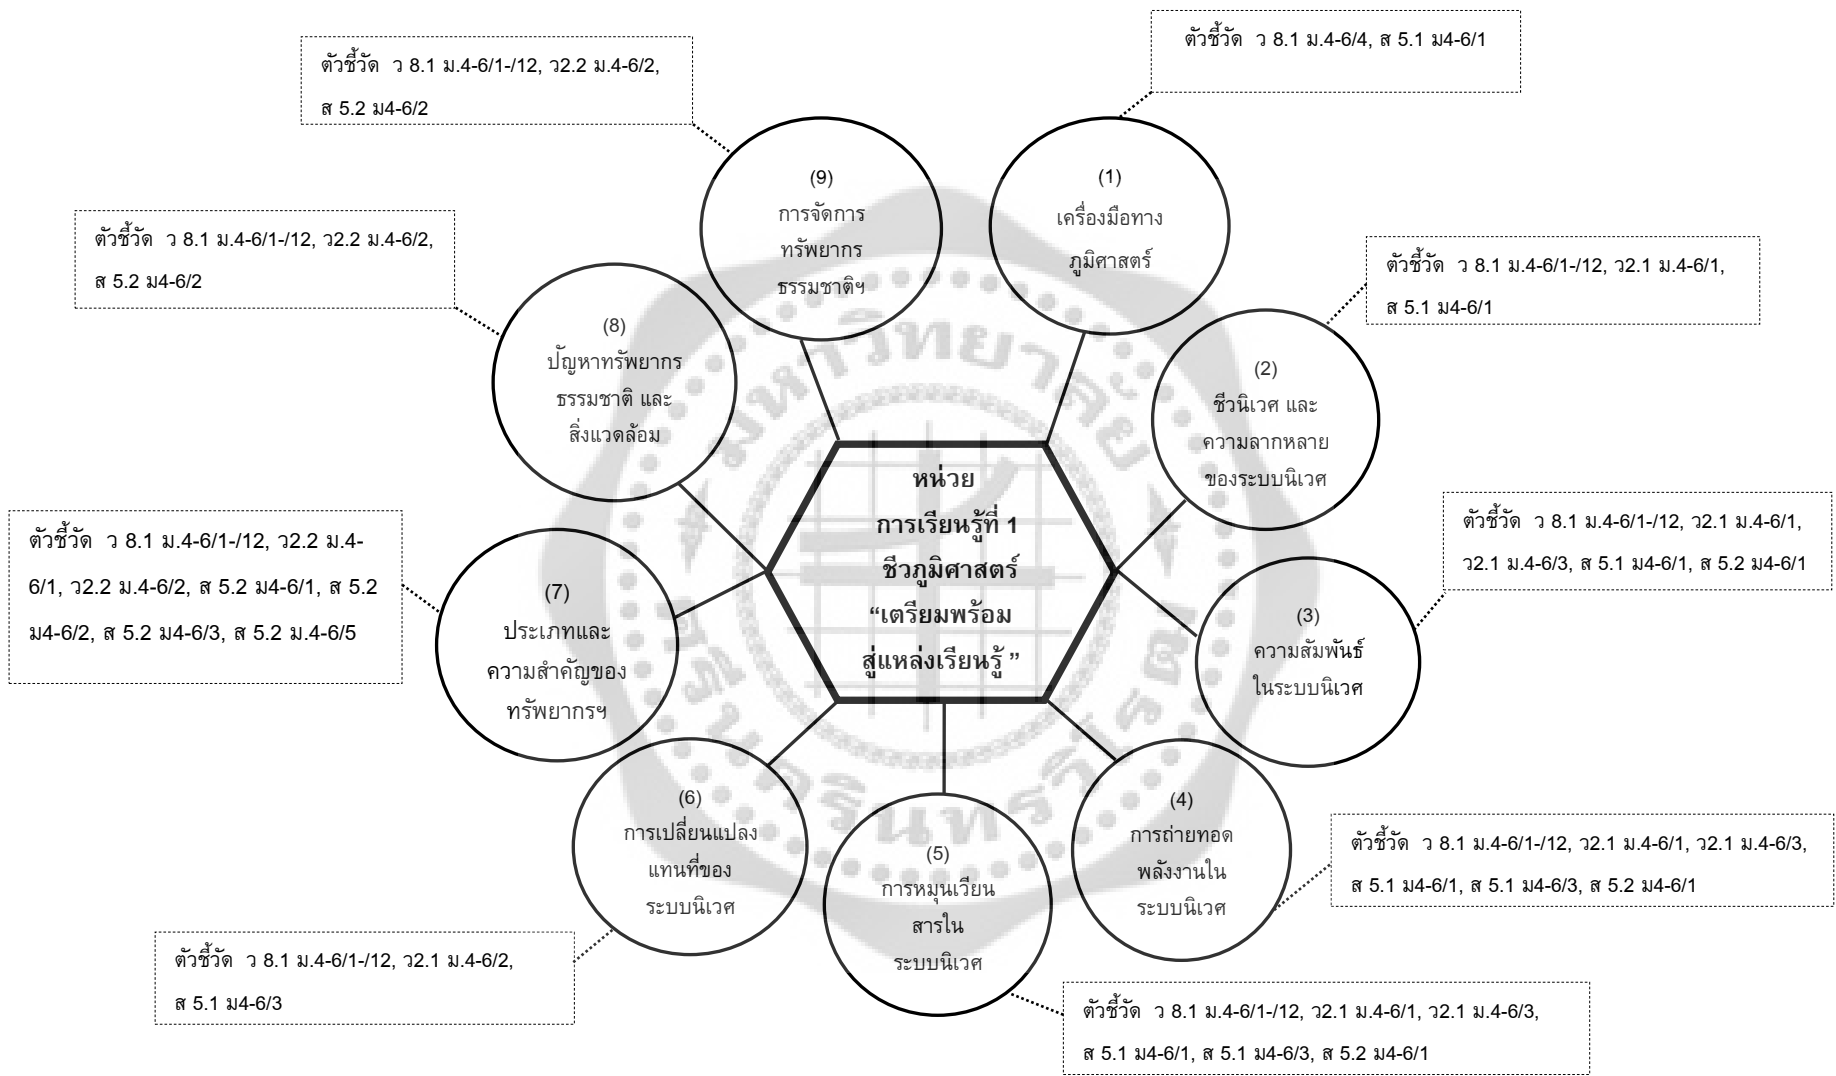 ตัวชี้วัด ว 8.1 ม.4-6/4, ส 5.1 ม4-6/1
ตัวชี้วัด ว 8.1 ม.4-6/1-/12, ว2.2 ม.4-6/2,
ส 5.2 ม4-6/2
(9)
การจัดการ
ทรัพยากร
ธรรมชาติฯ
(1)
เครื่องมือทาง
ภูมิศาสตร์
ตัวชี้วัด ว 8.1 ม.4-6/1-/12, ว2.2 ม.4-6/2,
ส 5.2 ม4-6/2
ตัวชี้วัด ว 8.1 ม.4-6/1-/12, ว2.1 ม.4-6/1,
ส 5.1 ม4-6/1
(8)
ปัญหาทรัพยากร
ธรรมชาติ และ
สิ่งแวดล้อม
(2)
ชีวนิเวศ และ
ความลากหลาย
ของระบบนิเวศ
หน่วย
การเรียนรู้ที่ 1
ชีวภูมิศาสตร์
“เตรียมพร้อม
สู่แหล่งเรียนรู้ ”
ตัวชี้วัด ว 8.1 ม.4-6/1-/12, ว2.1 ม.4-6/1,
ว2.1 ม.4-6/3, ส 5.1 ม4-6/1, ส 5.2 ม4-6/1
ตัวชี้วัด ว 8.1 ม.4-6/1-/12, ว2.2 ม.4-
6/1, ว2.2 ม.4-6/2, ส 5.2 ม4-6/1, ส 5.2
ม4-6/2, ส 5.2 ม4-6/3, ส 5.2 ม.4-6/5
(7)
ประเภทและ
ความสำคัญของ
ทรัพยากรฯ
(3)
ความสัมพันธ์
ในระบบนิเวศ
(6)
การเปลี่ยนแปลง
แทนที่ของ
ระบบนิเวศ
(5)
การหมุนเวียน
สารใน
ระบบนิเวศ
(4)
การถ่ายทอด
พลังงานใน
ระบบนิเวศ
ตัวชี้วัด ว 8.1 ม.4-6/1-/12, ว2.1 ม.4-6/1, ว2.1 ม.4-6/3,
ส 5.1 ม4-6/1, ส 5.1 ม4-6/3, ส 5.2 ม4-6/1
ตัวชี้วัด ว 8.1 ม.4-6/1-/12, ว2.1 ม.4-6/2,
ส 5.1 ม4-6/3
ตัวชี้วัด ว 8.1 ม.4-6/1-/12, ว2.1 ม.4-6/1, ว2.1 ม.4-6/3,
ส 5.1 ม4-6/1, ส 5.1 ม4-6/3, ส 5.2 ม4-6/1
มหาวิทยาลัย
ศรีนครินทรวิโรฒ